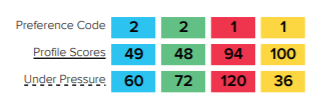 Preference Code 2 2 1 1
Profile Scores 49 48 94 100
Under Pressure 60 72 120 36